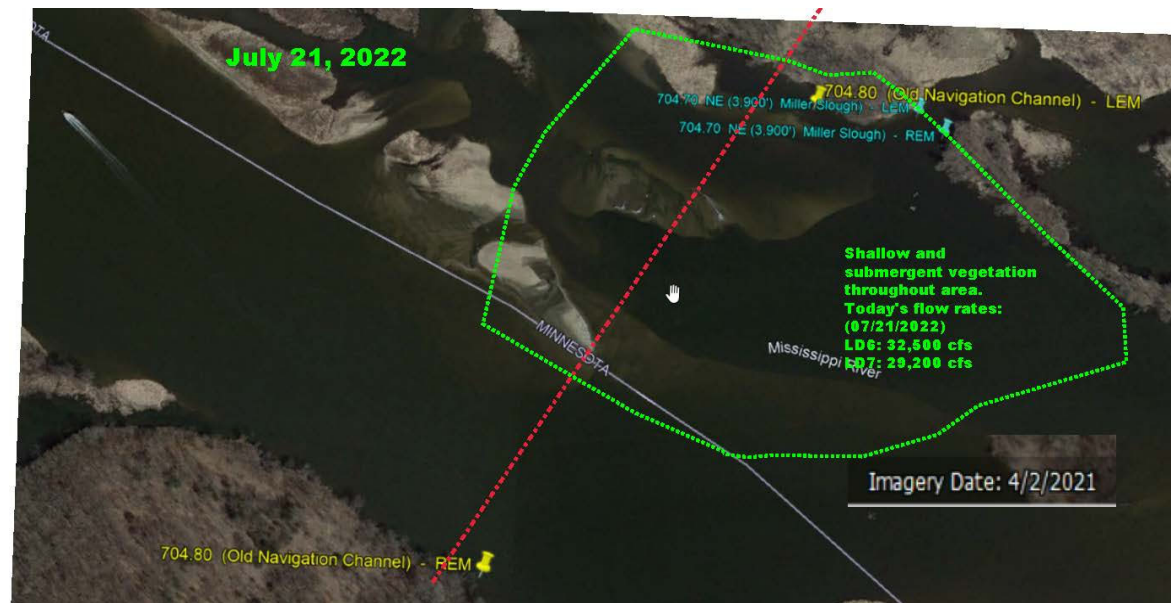 OTA
July 21, 2022
704.80 (Old Navigation Channel) - LEM
704.70 NE (3,900') Miller Slough) - LEM
704.70 NE (3,900') Miller Slough) - REM
Shallow and
submergent vegetation
throughout area.
Today's flow rates:
(07/21/2022)
LD6: 32,500 cfs
LD7: 29,200 cfs
MINNESOTA
Mississippi River
Imagery Date: 4/2/2021
704.80 (Old Navigation Channel) - REM